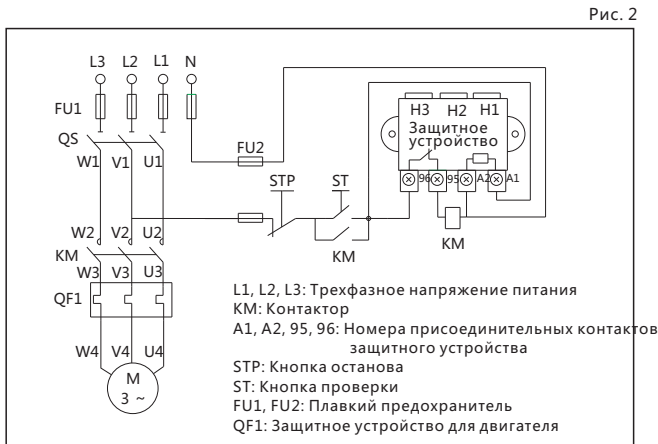 Рис. 2
L3 L2 L1 N
FU1
H3 H2 H1
Защитное
устройство
QS
FU2
W1 V1 U1
STP ST
96 95 A2 A1
W2 V2 U2
KM
KM
KM
W3 V3 U3
QF1
L1, L2, L3: Трехфазное напряжение питания
KM: Контактор
A1, A2, 95, 96: Номера присоединительных контактов
защитного устройства
W4 V4 U4
STP: Кнопка останова
M
3 ~
ST: Кнопка проверки
FU1, FU2: Плавкий предохранитель
QF1: Защитное устройство для двигателя